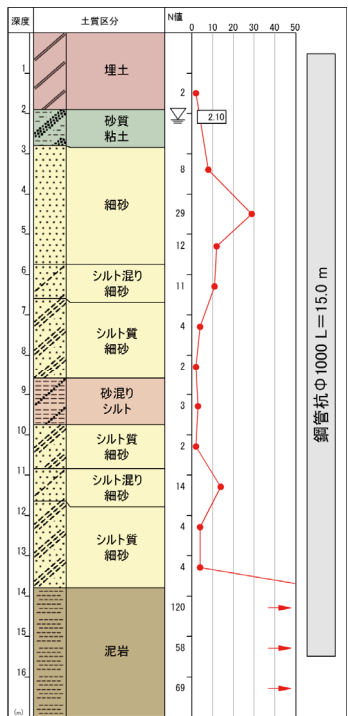 深度
土質区分
N値
0 10 20 30 40 50
1
2
3
4
5
6
7
8
9
10
11
12
13
14
15
16
(m)
埋土
砂質
粘土
細砂
シルト混り
細砂
シルト質
細砂
砂混り
シルト
シルト質
細砂
シルト混り
細砂
シルト質
細砂
泥岩
2
2.10
8
29
12
11
4
2
3
2
14
4
4
120
58
69
鋼管杭Φ1000 L=15.0 m